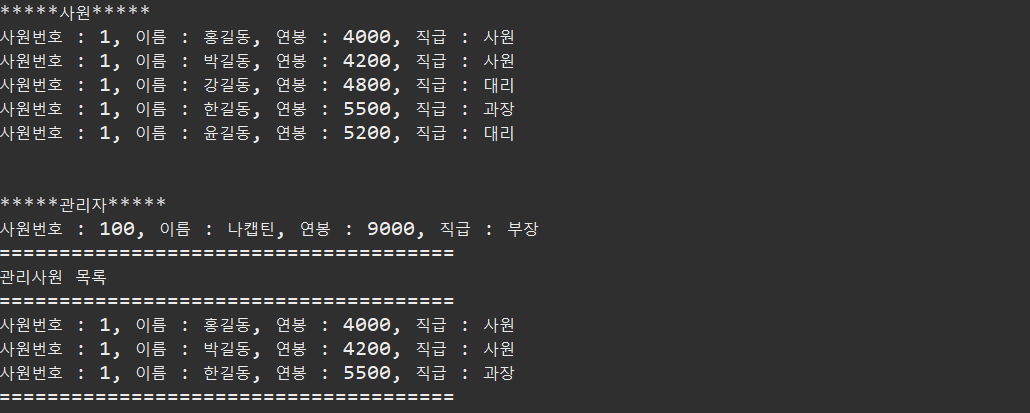 *****사원*****
사원번호 : 1, 이름 : 홍길동, 연봉 : 4000, 직급 : 사원
사원번호 : 1, 이름 : 박길동, 연봉 : 4200, 직급 : 사원
사원번호 : 1, 이름 : 강길동, 연봉 : 4800, 직급 : 대리
사원번호 : 1, 이름 : 한길동, 연봉 : 5500, 직급 : 과장
사원번호 : 1, 이름 : 윤길동, 연봉 : 5200, 직급 : 대리
*****관리자*****
사원번호 : 100, 이름 : 나캡틴, 연봉 : 9000, 직급 : 부장
======================================
관리사원 목록
======================================
사원번호 : 1, 이름 : 홍길동, 연봉 : 4000, 직급 : 사원
사원번호 : 1, 이름 : 박길동, 연봉 : 4200, 직급 : 사원
사원번호 : 1, 이름 : 한길동, 연봉 : 5500, 직급 : 과장
======================================